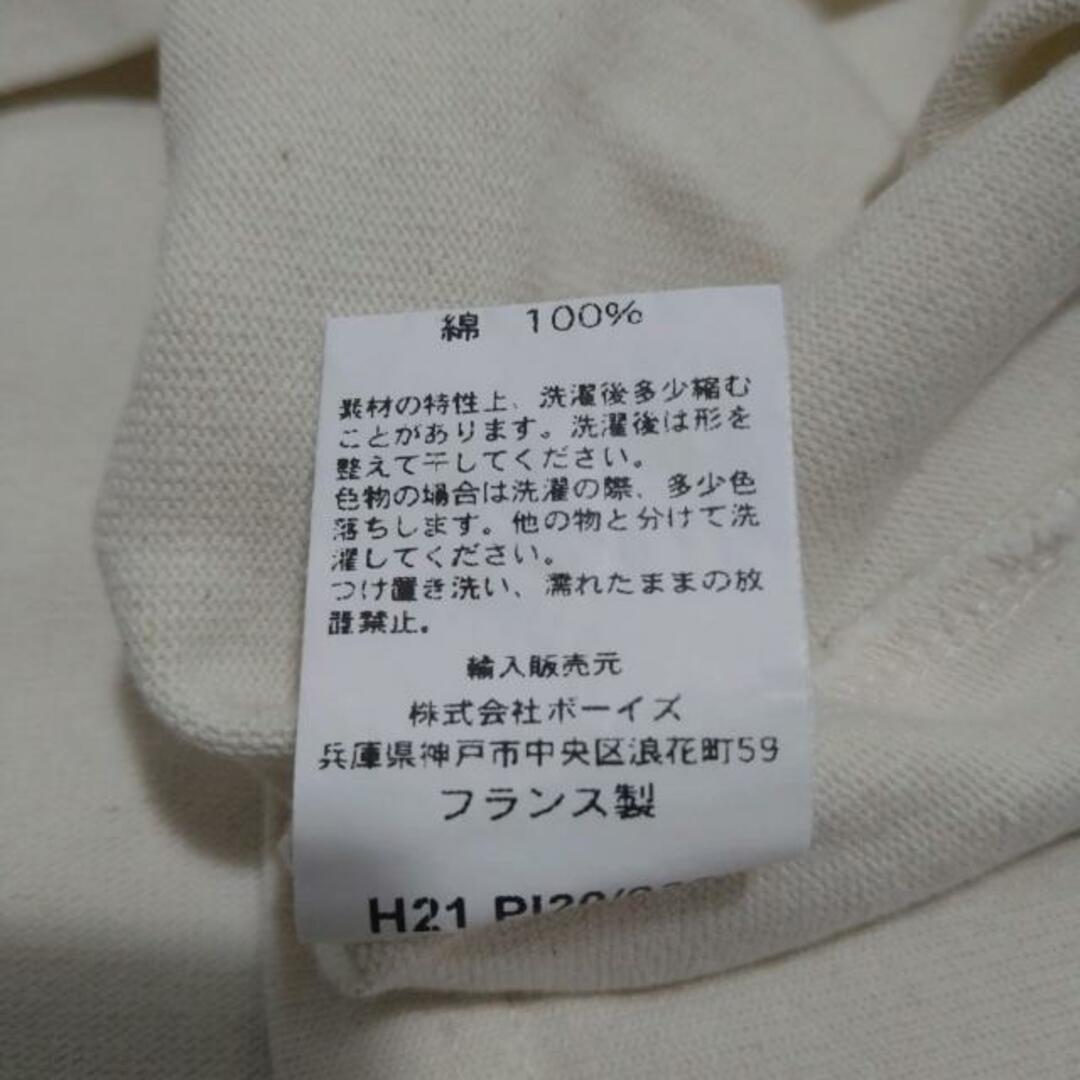 綿 100%
素材の特性上、洗濯後多少縮む
ことがあります。洗濯後は形を
整えて干してください。
色物の場合は洗濯の際、多少色
落ちします。他の物と分けて洗
濯してください。
つけ置き洗い、濡れたままの放
置禁止。
輸入販売元
株式会社ボーイズ
兵庫県神戸市中央区浪花町59
フランス製
H21